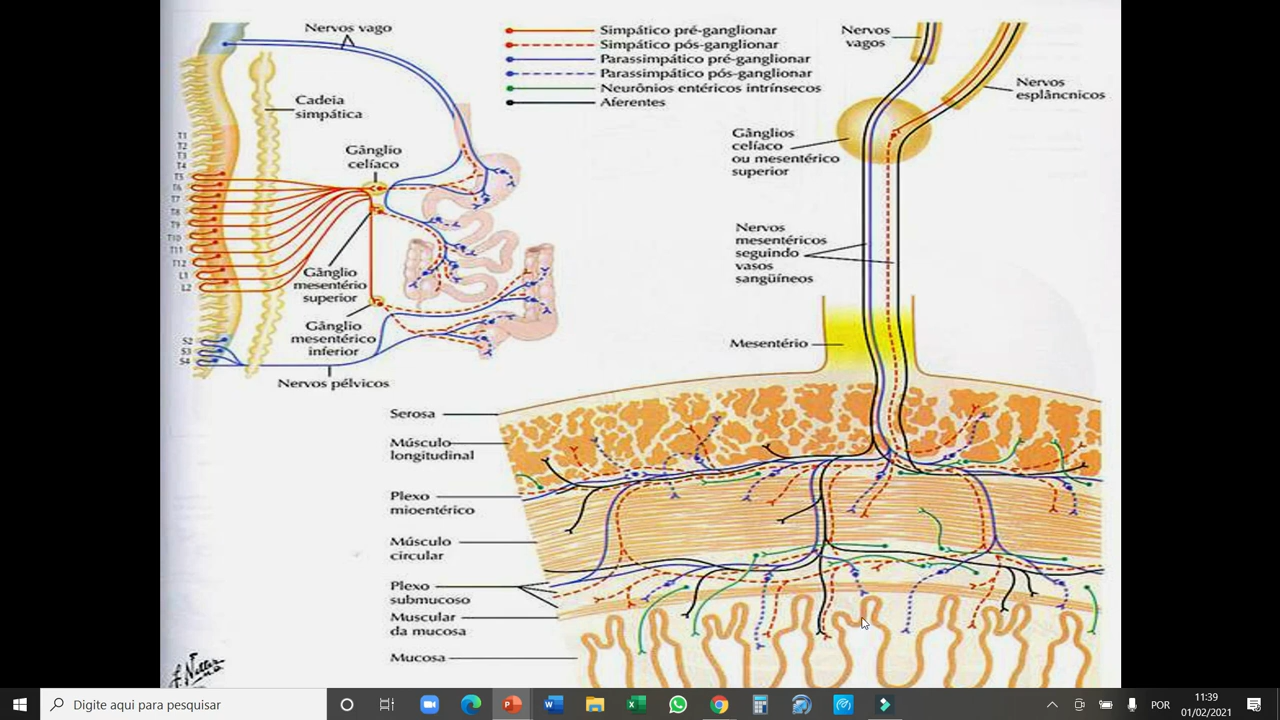 Nervos vago
Simpático pré-ganglionar
Simpático pós-ganglionar
Parassimpático pré-ganglionar
Parassimpático pós-ganglionar
Neurônios entéricos intrínsecos
Aferentes
Nervos
vagos
Nervos
esplâncnicos
Cadeia
simpática
Gânglio
celíaco
T1
T2
T3
T4
T5
T6
T7
T8
T9
T10
T11
T12
L1
L2
Gânglio
mesentério
superior
Gânglio
mesentérico
inferior
S2
S3
S4
Nervos pélvicos
Gânglios
celíaco
ou mesentérico
superior
Nervos
mesentéricos
seguindo
vasos
sangüíneos
Mesentério
Serosa
Músculo
longitudinal
Plexo
mioentérico
Músculo
circular
Plexo
submucoso
Muscular
da mucosa
Mucosa
Digite aqui para pesquisar
POR
11:39
01/02/2021